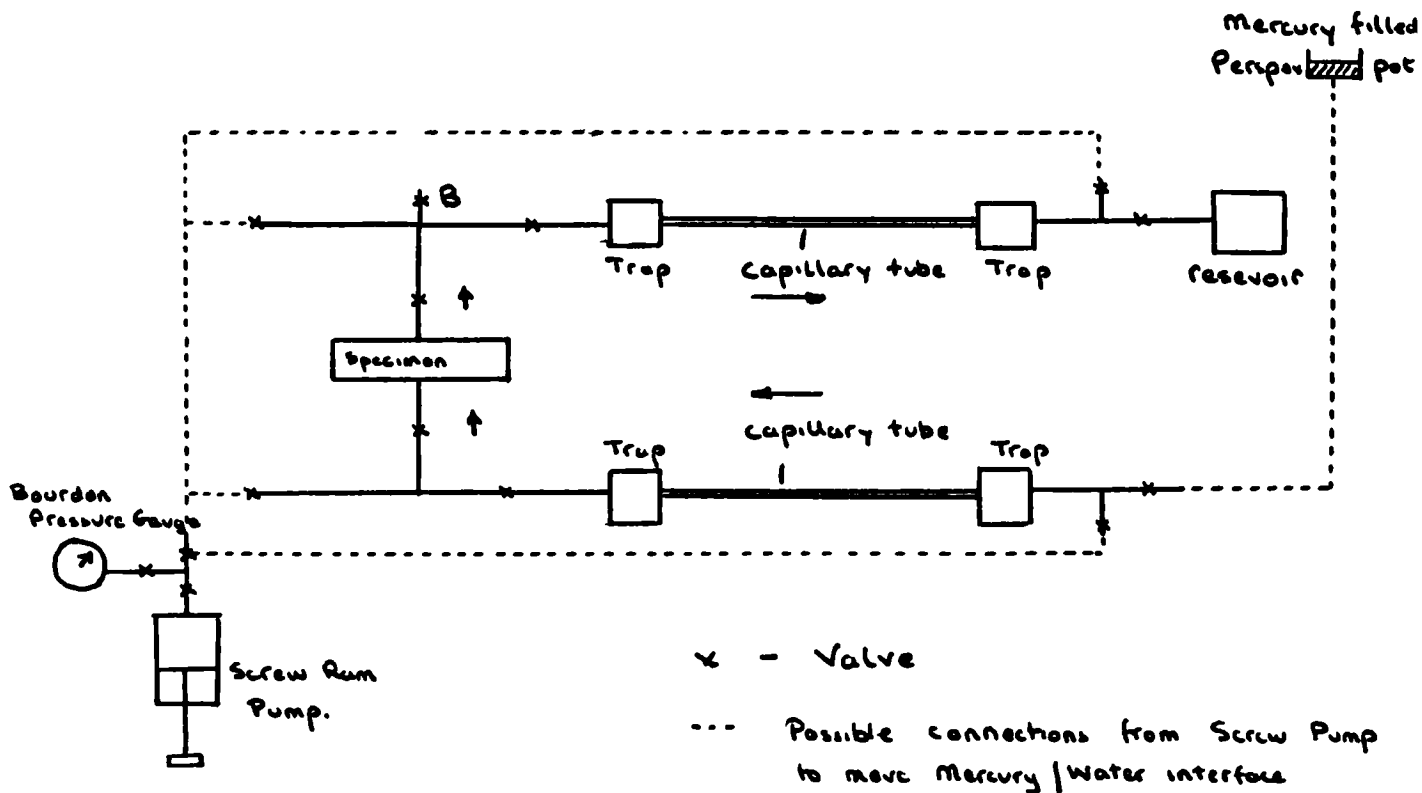 Mercury filled
Perspex pot
B
Trap
Capillary tube
Trap
resevoir
Specimen
Capillary tube
Trap
Trap
Bourdon
Pressure Gauge
Screw Ram
Pump.
x - Valve
--- Possible connections from Screw Pump
to move Mercury/Water interface